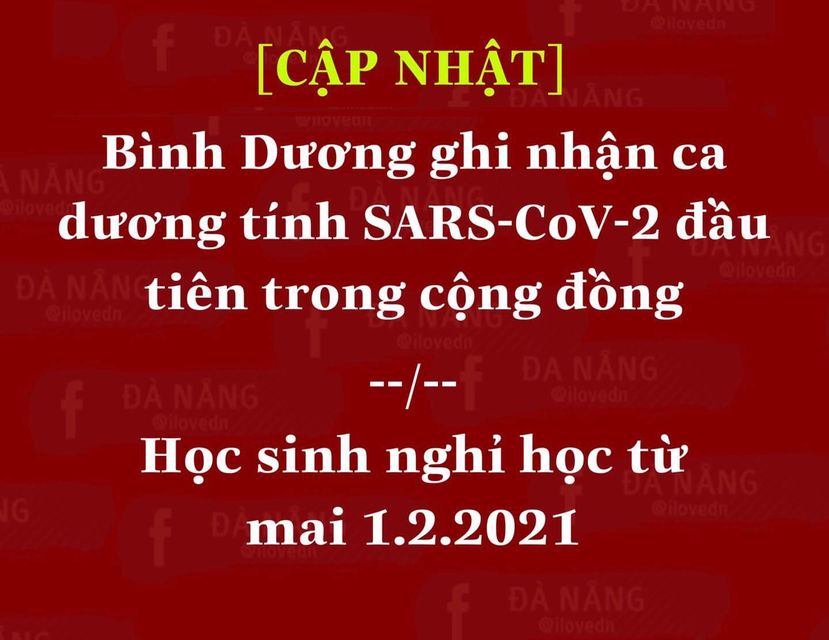 [CẬP NHẬT]
Bình Dương ghi nhận ca
dương tính SARS-CoV-2 đầu
tiên trong cộng đồng
--/--
Học sinh nghỉ học từ
mai 1.2.2021
ĐÀ NẴNG
@ilovedn